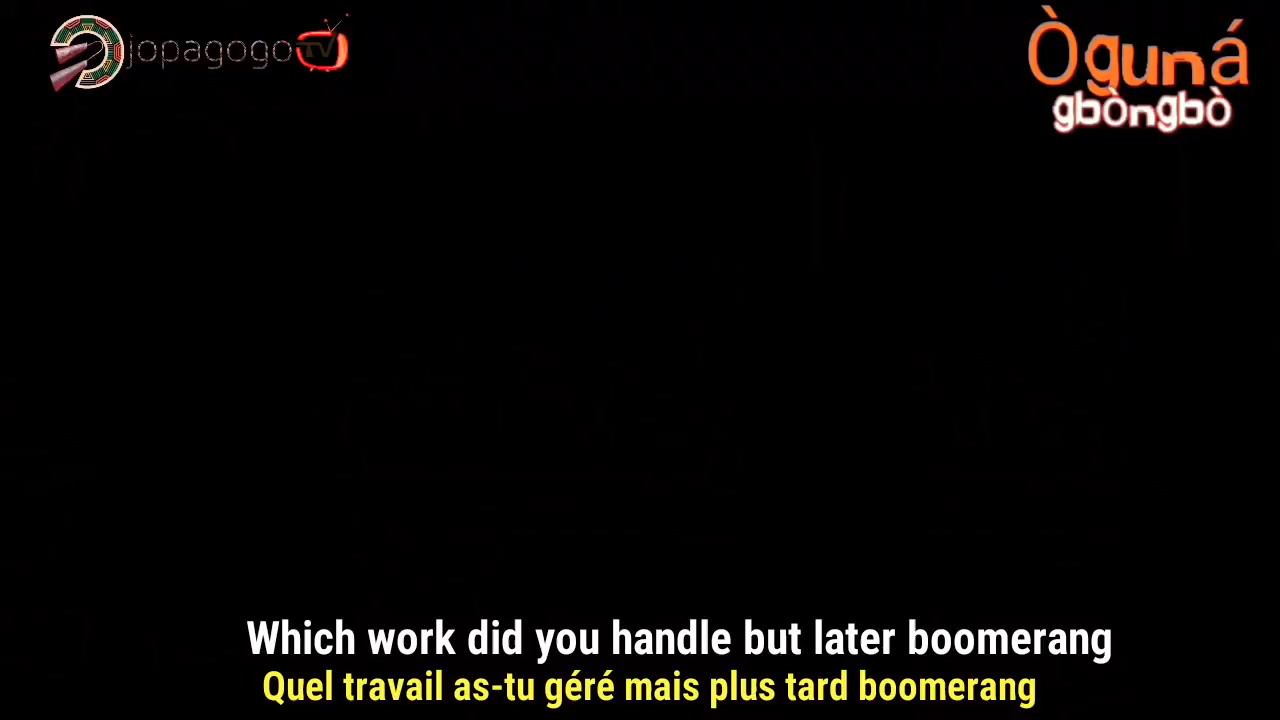 jopagogo TV
Òguná
gbòngbò
Which work did you handle but later boomerang
Quel travail as-tu géré mais plus tard boomerang